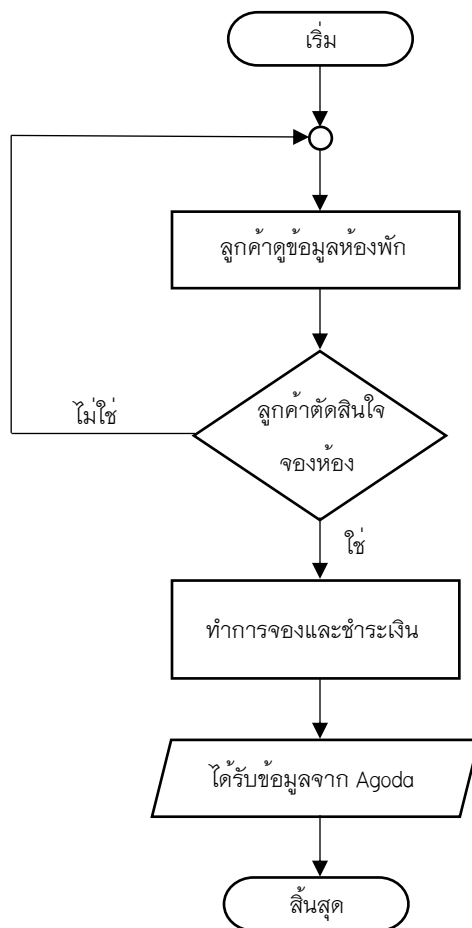 เริ่ม
ลูกค้าดูข้อมูลห้องพัก
ลูกค้าตัดสินใจ
จองห้อง
ไม่ใช่
ใช่
ทำการจองและชำระเงิน
ได้รับข้อมูลจาก Agoda
สิ้นสุด